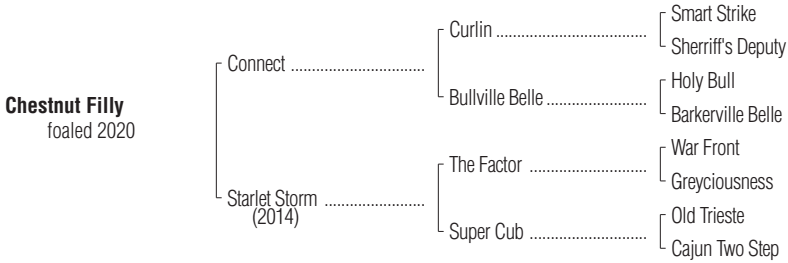 Smart Strike
Curlin ....................................
Sherriff's Deputy
Connect ................................
Holy Bull
Bullville Belle ........................
Barkerville Belle
Chestnut Filly
foaled 2020
War Front
The Factor ............................
Greyciousness
Starlet Storm ........................
(2014)
Old Trieste
Super Cub ............................
Cajun Two Step